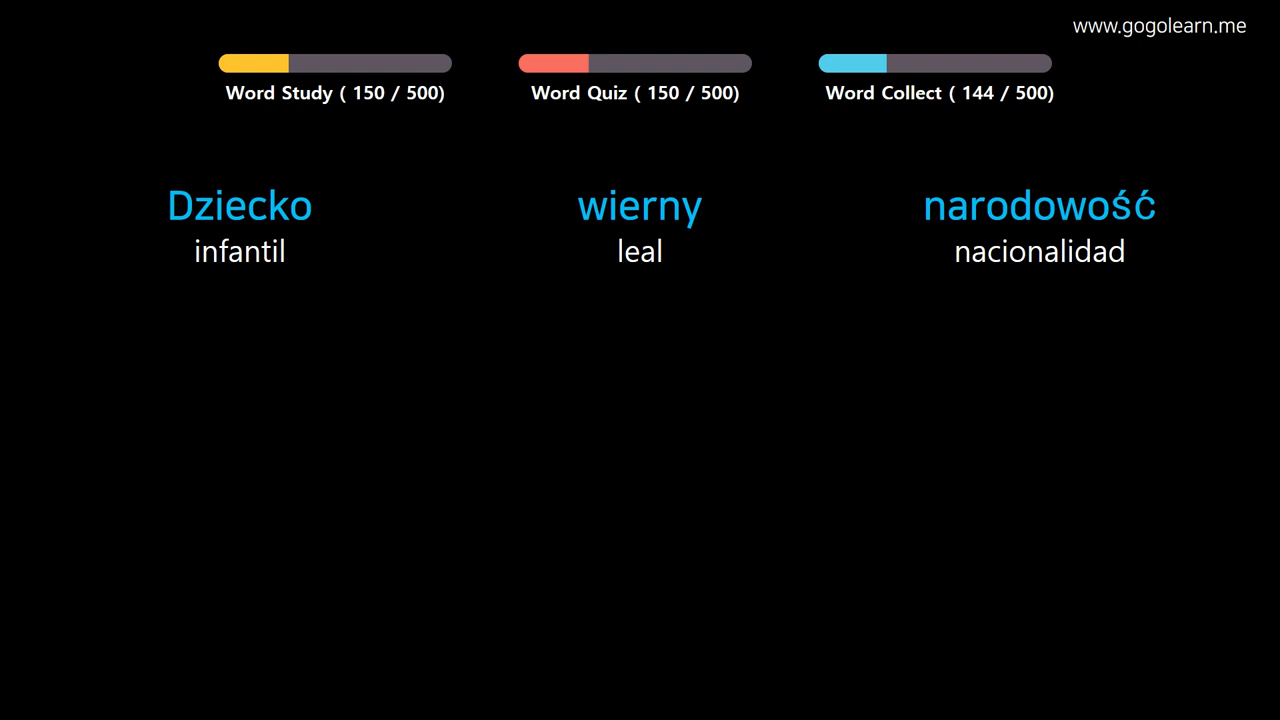 www.gogolearn.me
Word Study ( 150 / 500)
Word Quiz ( 150 / 500)
Word Collect ( 144 / 500)
Dziecko
infantil
wierny
leal
narodowość
nacionalidad